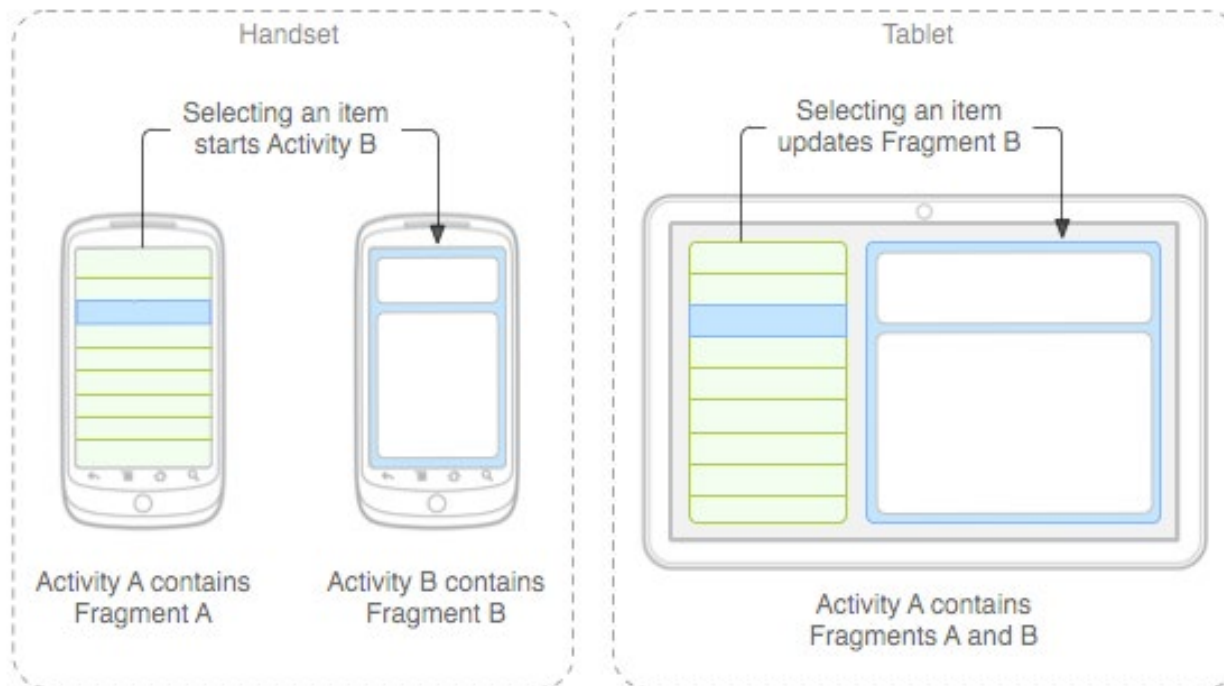 Handset
Selecting an item
starts Activity B
Activity A contains
Fragment A
Activity B contains
Fragment B
Tablet
Selecting an item
updates Fragment B
Activity A contains
Fragments A and B